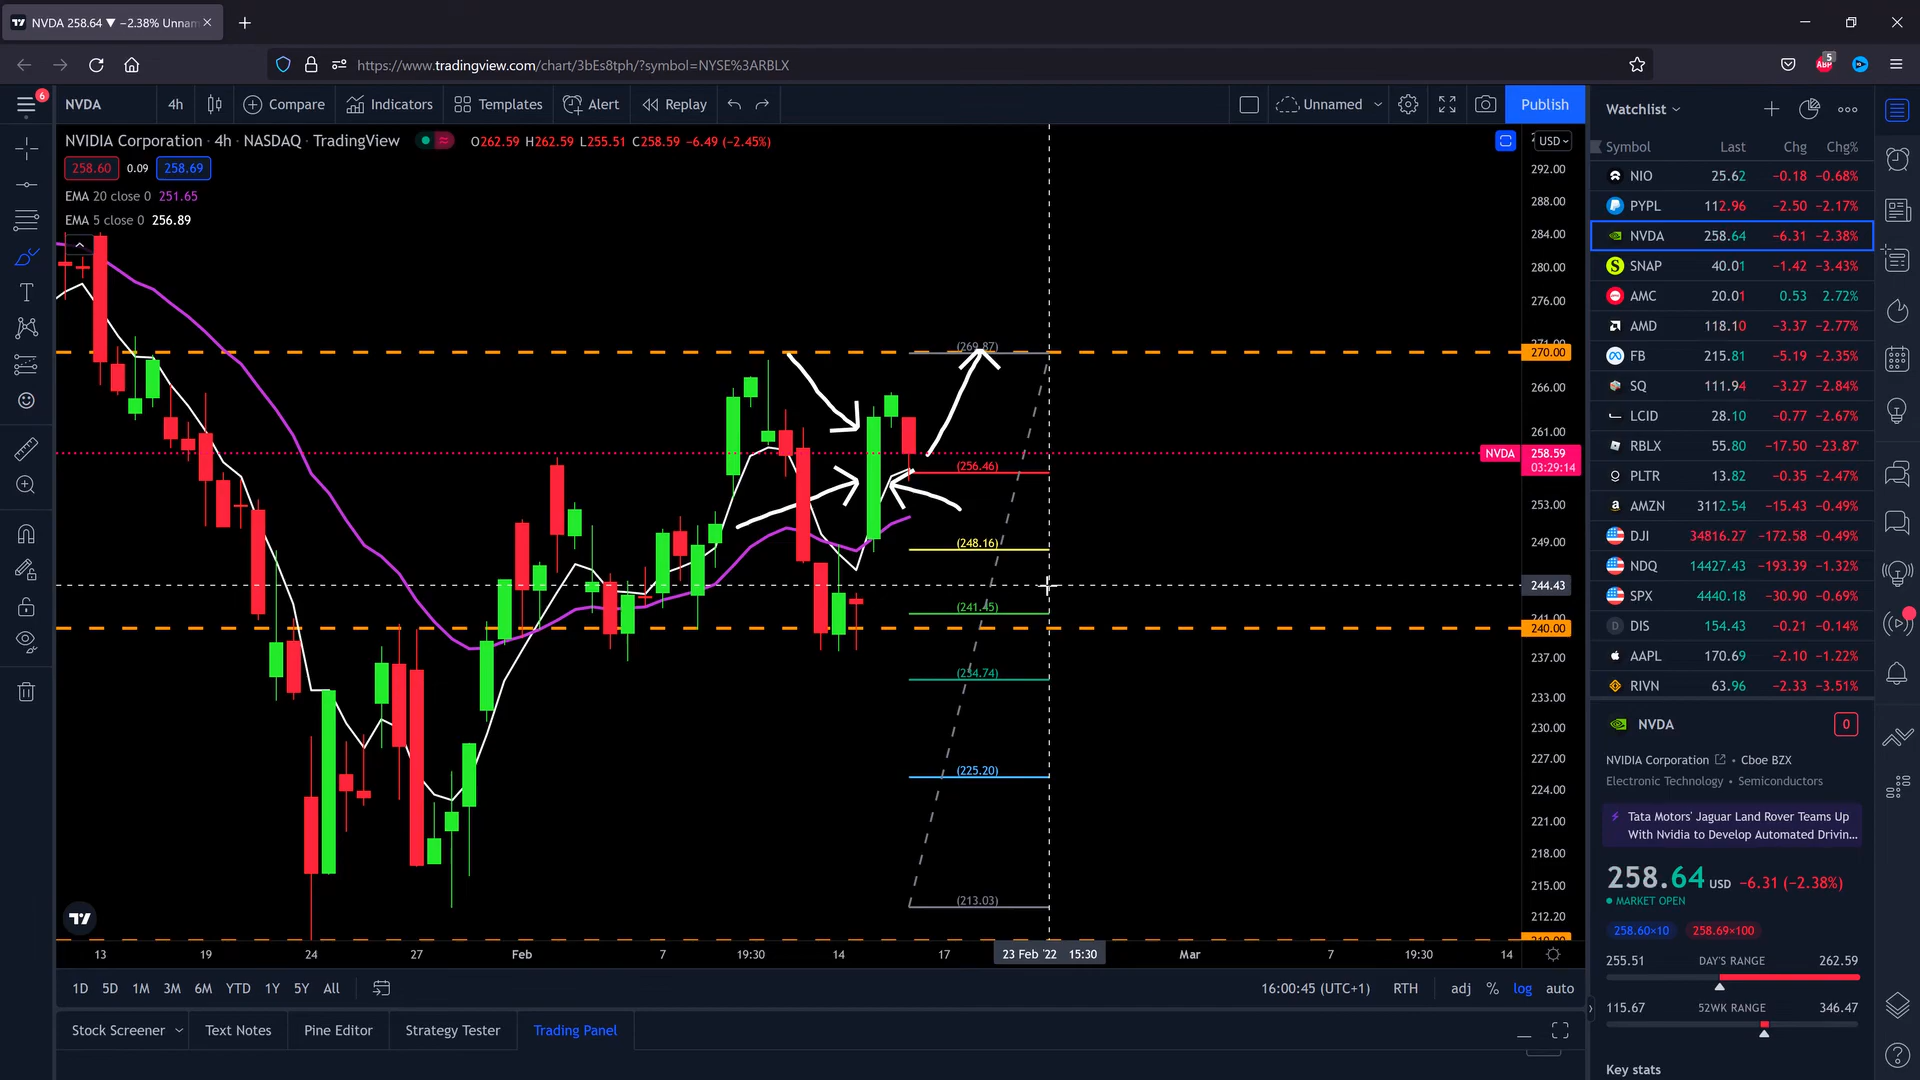 NVDA 258.64 ▼ −2.38% Unnam
https://www.tradingview.com/chart/3bEs8tph/?symbol=NYSE%3ARBLX
ABP 5
6
NVDA 4h Compare Indicators Templates Alert Replay Unnamed Publish
NVIDIA Corporation · 4h · NASDAQ · TradingView O262.59 H262.59 L255.51 C258.59 −6.49 (−2.45%)
258.60 0.09 258.69
EMA 20 close 0 251.65
EMA 5 close 0 256.89
USD
292.00
288.00
284.00
280.00
276.00
270.00
266.00
261.00
NVDA 258.59
03:29:14
253.00
249.00
244.43
240.00
237.00
233.00
230.00
227.00
224.00
221.00
218.00
215.00
212.20
(269.87)
(256.46)
(248.16)
(241.45)
(234.74)
(225.20)
(213.03)
13 19 24 27 Feb 7 19:30 14 17 23 Feb '22 15:30 Mar 7 19:30 14
1D 5D 1M 3M 6M YTD 1Y 5Y All 16:00:45 (UTC+1) RTH adj % log auto
Stock Screener Text Notes Pine Editor Strategy Tester Trading Panel
Watchlist
Symbol Last Chg Chg%
NIO 25.62 −0.18 −0.68%
PYPL 112.96 −2.50 −2.17%
NVDA 258.64 −6.31 −2.38%
SNAP 40.01 −1.42 −3.43%
AMC 20.01 0.53 2.72%
AMD 118.10 −3.37 −2.77%
FB 215.81 −5.19 −2.35%
SQ 111.94 −3.27 −2.84%
LCID 28.10 −0.77 −2.67%
RBLX 55.80 −17.50 −23.87
PLTR 13.82 −0.35 −2.47%
AMZN 3112.54 −15.43 −0.49%
DJI 34816.27 −172.58 −0.49%
NDQ 14427.43 −193.39 −1.32%
SPX 4440.18 −30.90 −0.69%
D DIS 154.43 −0.21 −0.14%
AAPL 170.69 −2.10 −1.22%
RIVN 63.96 −2.33 −3.51%
NVDA 0
NVIDIA Corporation • Cboe BZX
Electronic Technology • Semiconductors
Tata Motors' Jaguar Land Rover Teams Up
With Nvidia to Develop Automated Drivin...
258.64 USD −6.31 (−2.38%)
MARKET OPEN
258.60×10 258.69×100
255.51 DAY'S RANGE 262.59
115.67 52WK RANGE 346.47
Key stats